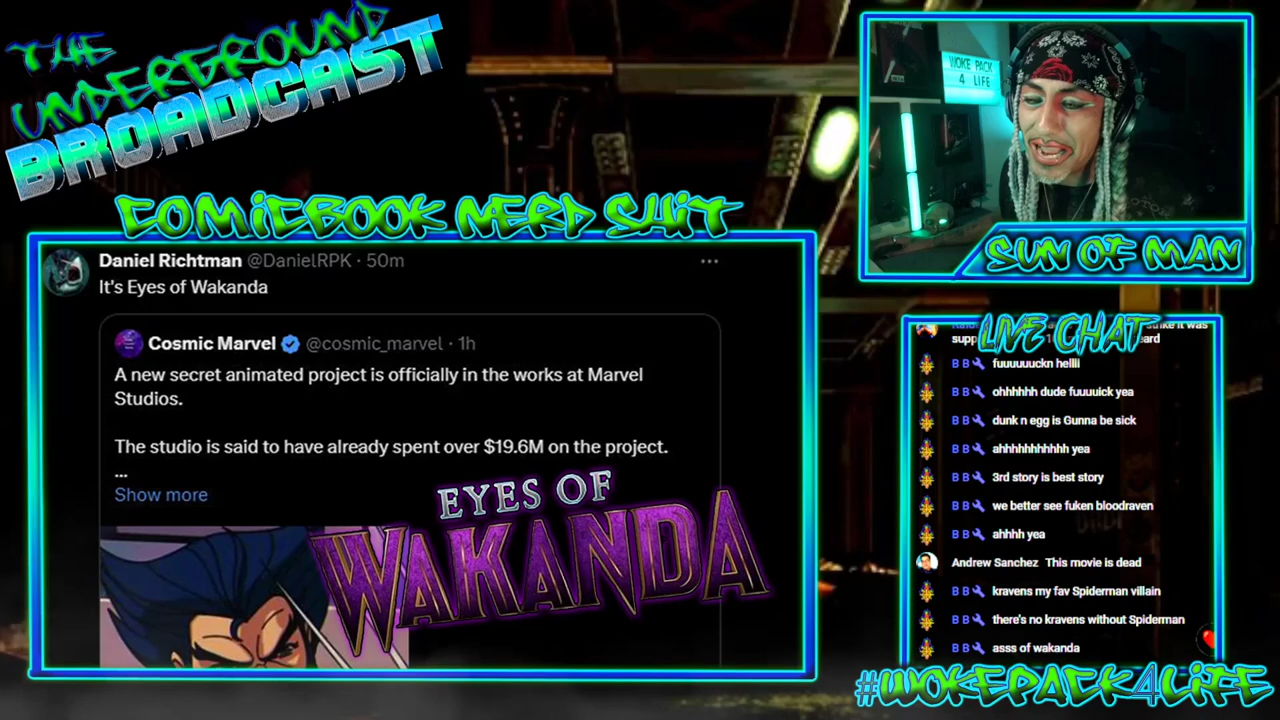 THE
UNDERGROUND
BROADCAST
WOKE PACK
4 LIFE
COMICBOOK NERD SHIT
SUN OF MAN
Daniel Richtman @DanielRPK · 50m
It's Eyes of Wakanda
Cosmic Marvel @cosmic_marvel · 1h
A new secret animated project is officially in the works at Marvel
Studios.
The studio is said to have already spent over $19.6M on the project.
...
Show more
EYES OF
WAKANDA
LIVE CHAT
it was
B B fuuuuuuckn hellli
B B ohhhhhh dude fuuuuick yea
B B dunk n egg is Gunna be sick
B B ahhhhhhhhhhh yea
B B 3rd story is best story
B B we better see fuken bloodraven
B B ahhhh yea
Andrew Sanchez This movie is dead
B B kravens my fav Spiderman villain
B B there's no kravens without Spiderman
B B asss of wakanda
#WOKEPACK4LIFE